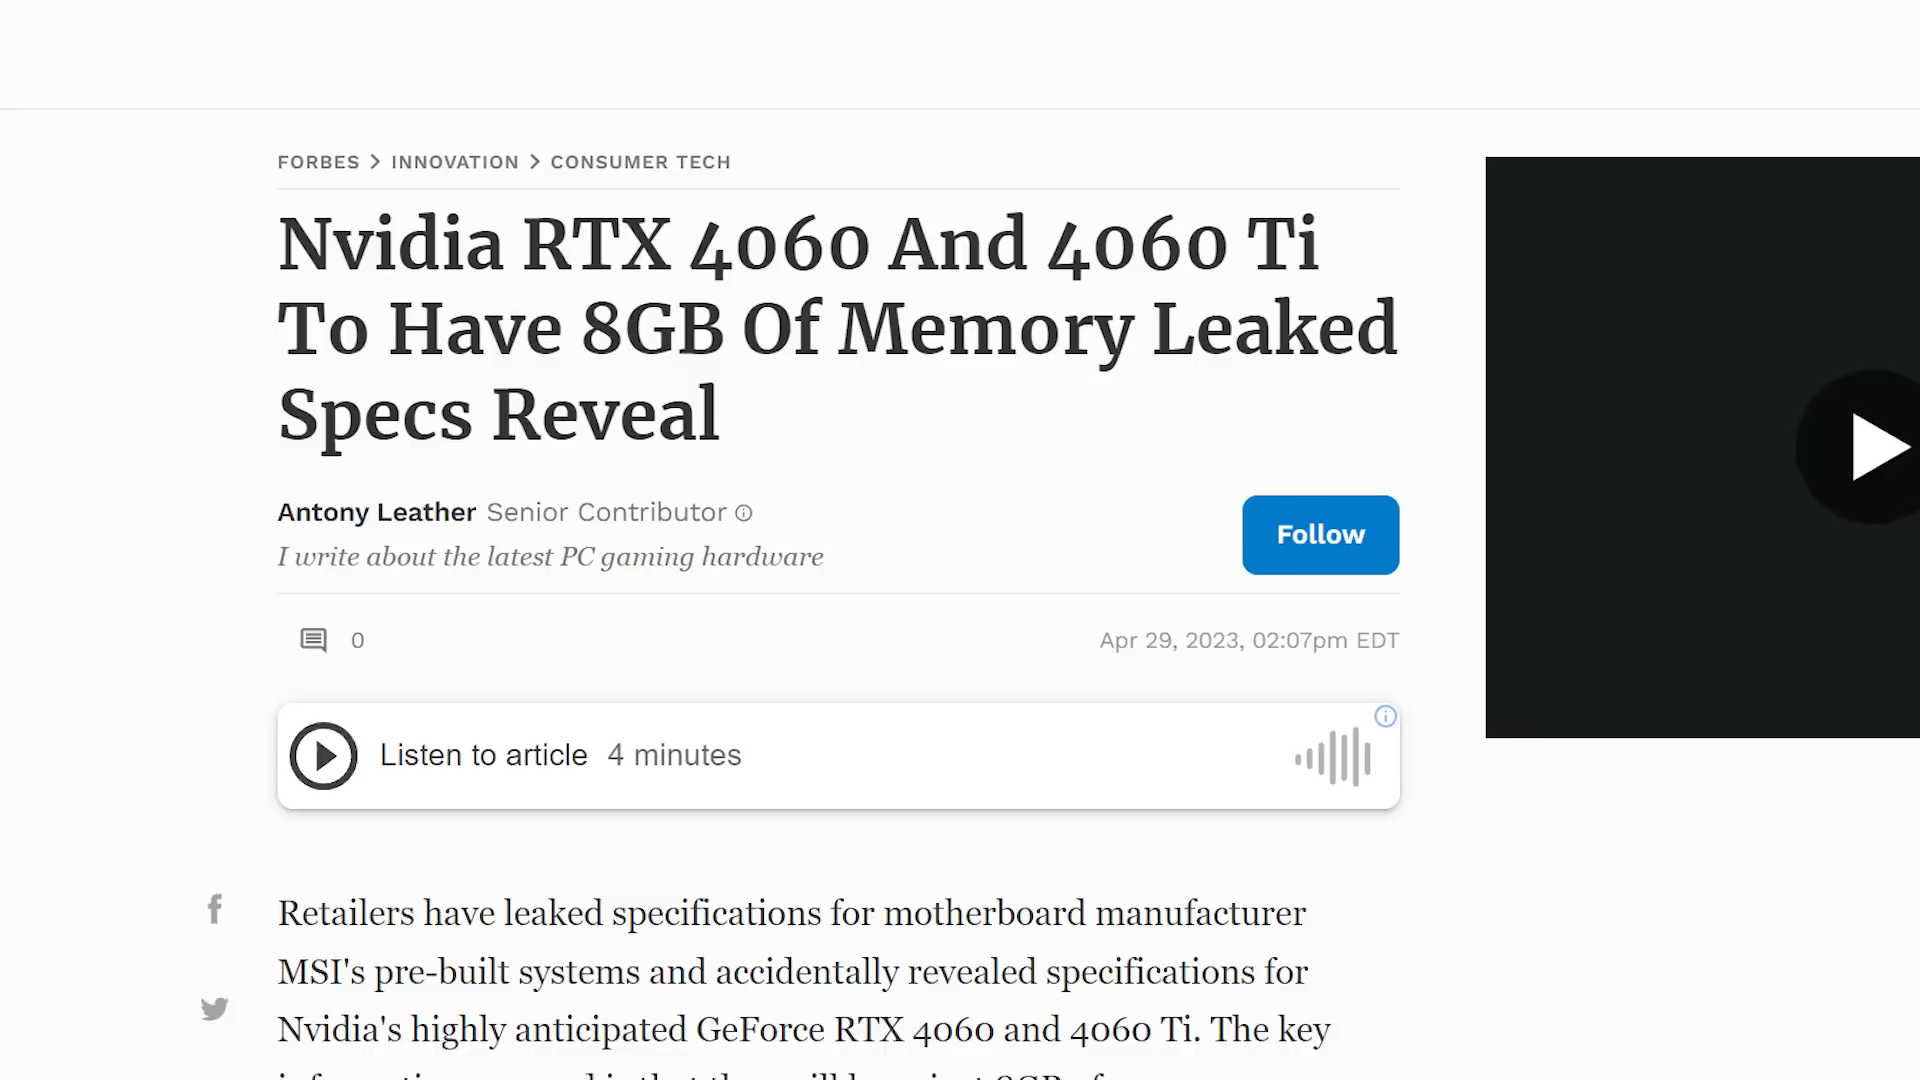 FORBES > INNOVATION > CONSUMER TECH
Nvidia RTX 4060 And 4060 Ti
To Have 8GB Of Memory Leaked
Specs Reveal
Antony Leather Senior Contributor
I write about the latest PC gaming hardware
Follow
0
Apr 29, 2023, 02:07pm EDT
Listen to article 4 minutes
Retailers have leaked specifications for motherboard manufacturer
MSI's pre-built systems and accidentally revealed specifications for
Nvidia's highly anticipated GeForce RTX 4060 and 4060 Ti. The key